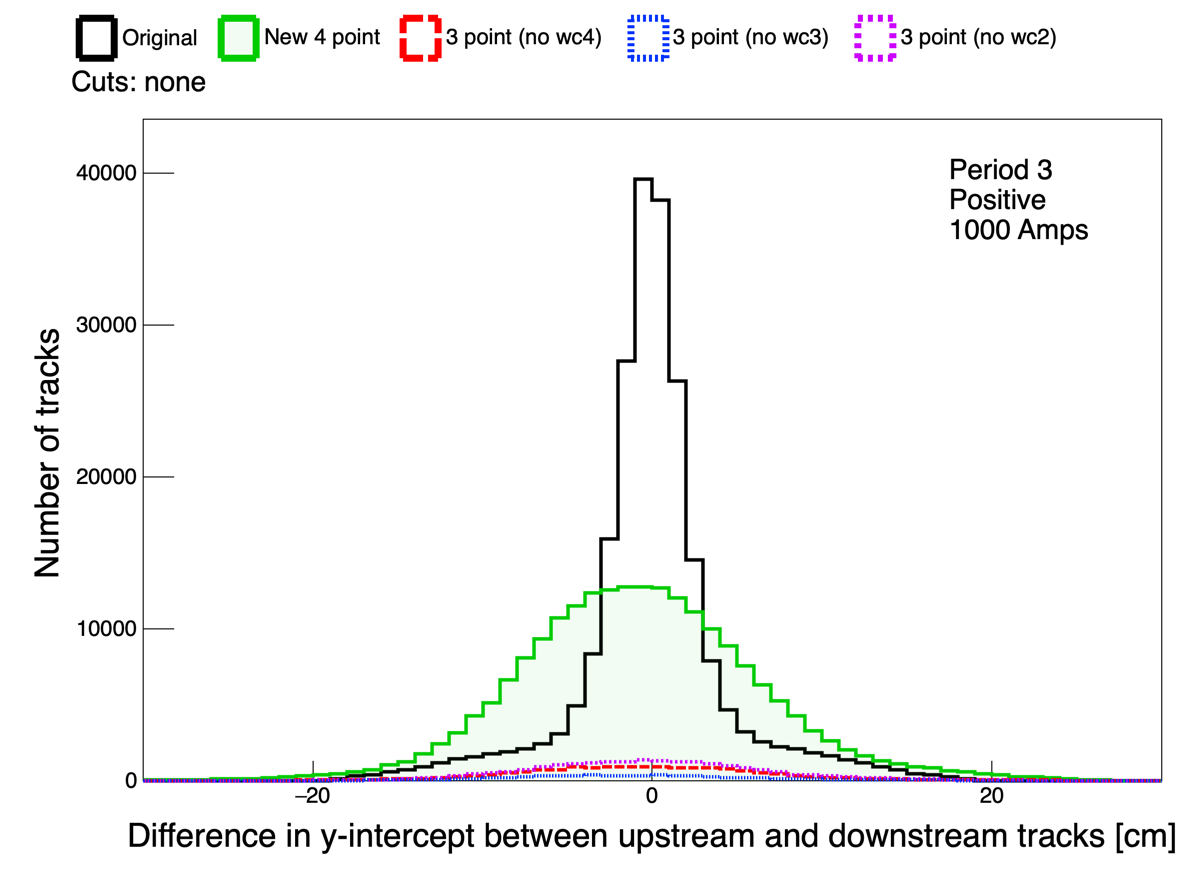 Original New 4 point 3 point (no wc4) 3 point (no wc3) 3 point (no wc2)
Cuts: none
Period 3
Positive
1000 Amps
40000
30000
20000
10000
0
Number of tracks
−20 0 20
Difference in y-intercept between upstream and downstream tracks [cm]